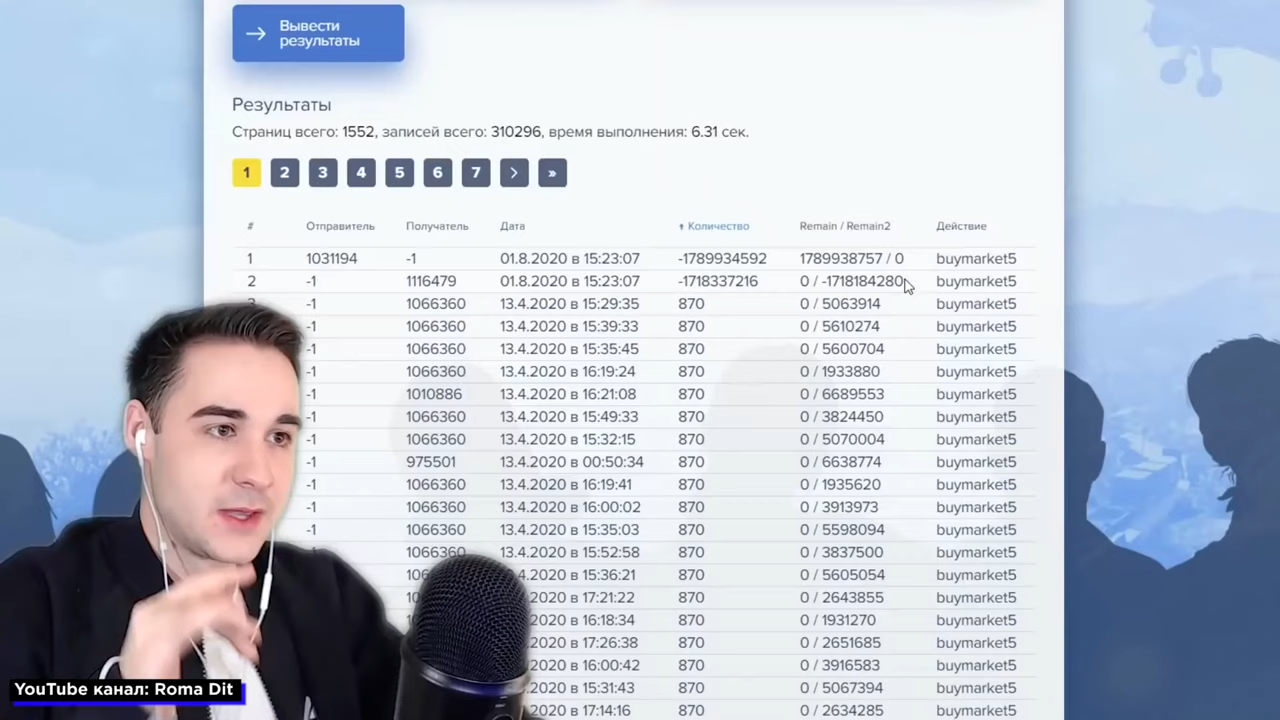 Вывести
результаты
Результаты
Страниц всего: 1552, записей всего: 310296, время выполнения: 6.31 сек.
1 2 3 4 5 6 7 > »
# Отправитель Получатель Дата Количество Remain / Remain2 Действие
1 1031194 -1 01.8.2020 в 15:23:07 -1789934592 1789938757 / 0 buymarket5
2 -1 1116479 01.8.2020 в 15:23:07 -1718337216 0 / -1718184280 buymarket5
3 -1 1066360 13.4.2020 в 15:29:35 870 0 / 5063914 buymarket5
-1 1066360 13.4.2020 в 15:39:33 870 0 / 5610274 buymarket5
-1 1066360 13.4.2020 в 15:35:45 870 0 / 5600704 buymarket5
-1 1066360 13.4.2020 в 16:19:24 870 0 / 1933880 buymarket5
-1 1010886 13.4.2020 в 16:21:08 870 0 / 6689553 buymarket5
-1 1066360 13.4.2020 в 15:49:33 870 0 / 3824450 buymarket5
-1 1066360 13.4.2020 в 15:32:15 870 0 / 5070004 buymarket5
-1 975501 13.4.2020 в 00:50:34 870 0 / 6638774 buymarket5
-1 1066360 13.4.2020 в 16:19:41 870 0 / 1935620 buymarket5
-1 1066360 13.4.2020 в 16:00:02 870 0 / 3913973 buymarket5
-1 1066360 13.4.2020 в 15:35:03 870 0 / 5598094 buymarket5
-1 1066360 13.4.2020 в 15:52:58 870 0 / 3837500 buymarket5
.4.2020 в 15:36:21 870 0 / 5605054 buymarket5
.4.2020 в 17:21:22 870 0 / 2643855 buymarket5
.4.2020 в 16:18:34 870 0 / 1931270 buymarket5
.4.2020 в 17:26:38 870 0 / 2651685 buymarket5
.4.2020 в 16:00:42 870 0 / 3916583 buymarket5
.4.2020 в 15:31:43 870 0 / 5067394 buymarket5
.4.2020 в 17:14:16 870 0 / 2634285 buymarket5
YouTube канал: Roma Dit